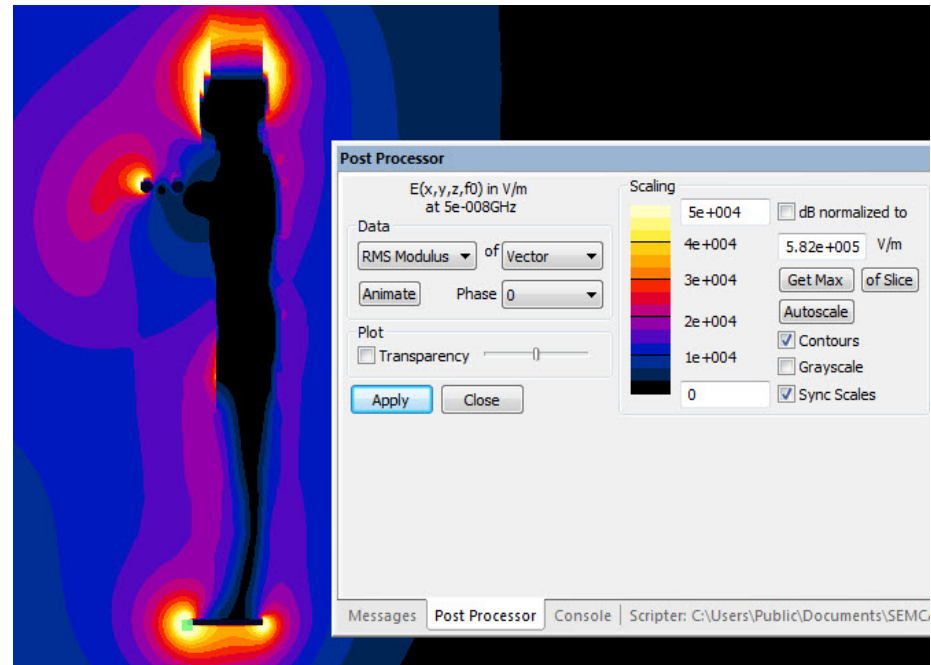 Post Processor
E(x,y,z,f0) in V/m
at 5e-008GHz
Data
RMS Modulus of Vector
Animate Phase 0
Plot
Transparency
Apply Close
Scaling
5e+004 dB normalized to
4e+004 5.82e+005 V/m
3e+004 Get Max of Slice
Autoscale
2e+004 Contours
1e+004 Grayscale
0 Sync Scales
Messages Post Processor Console Scripter: C:\Users\Public\Documents\SEMCA